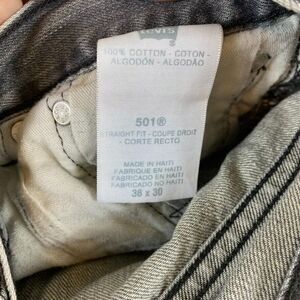 Levi's
100% COTTON - COTON -
ALGODÓN - ALGODÃO
501®
STRAIGHT FIT - COUPE DROIT
- CORTE RECTO
MADE IN HAITI
FABRIQUE EN HAITI
FABRICADO EN HAITI
FABRICADO NO HAITI
36 x 30